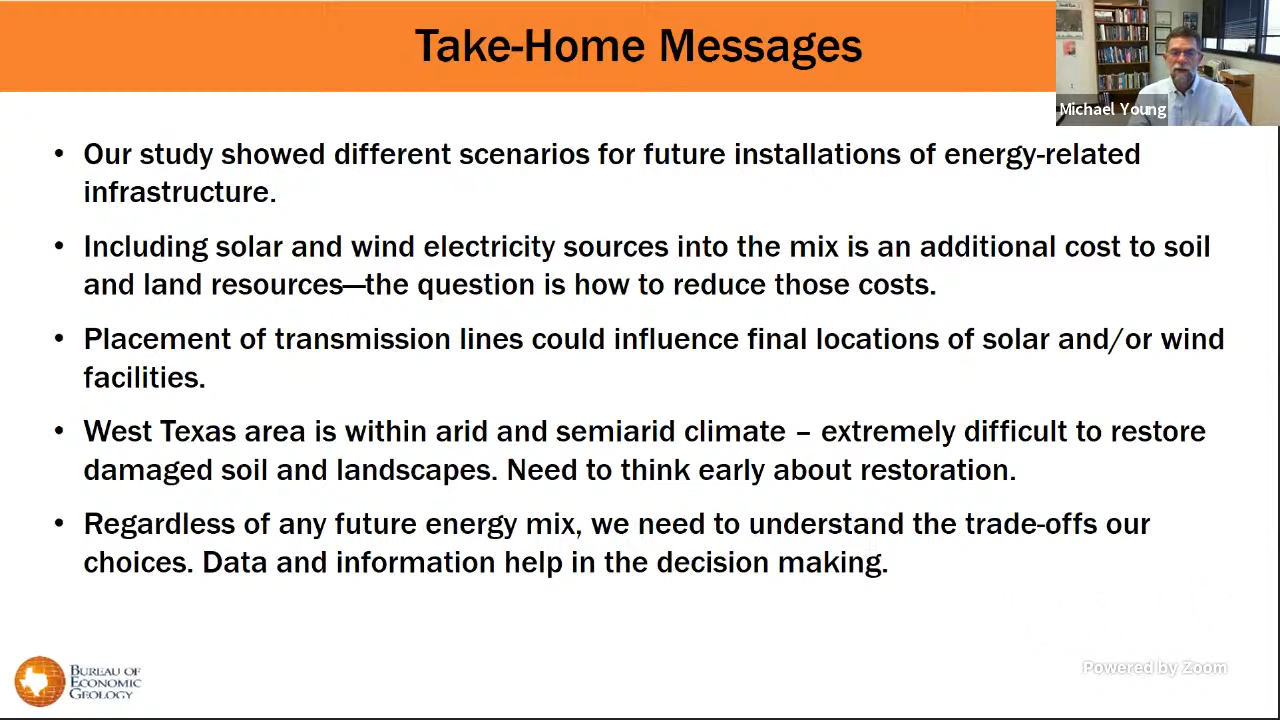 Take-Home Messages
Michael Young
• Our study showed different scenarios for future installations of energy-related
infrastructure.
• Including solar and wind electricity sources into the mix is an additional cost to soil
and land resources—the question is how to reduce those costs.
• Placement of transmission lines could influence final locations of solar and/or wind
facilities.
• West Texas area is within arid and semiarid climate – extremely difficult to restore
damaged soil and landscapes. Need to think early about restoration.
• Regardless of any future energy mix, we need to understand the trade-offs our
choices. Data and information help in the decision making.
BUREAU OF
ECONOMIC
GEOLOGY
Powered by Zoom